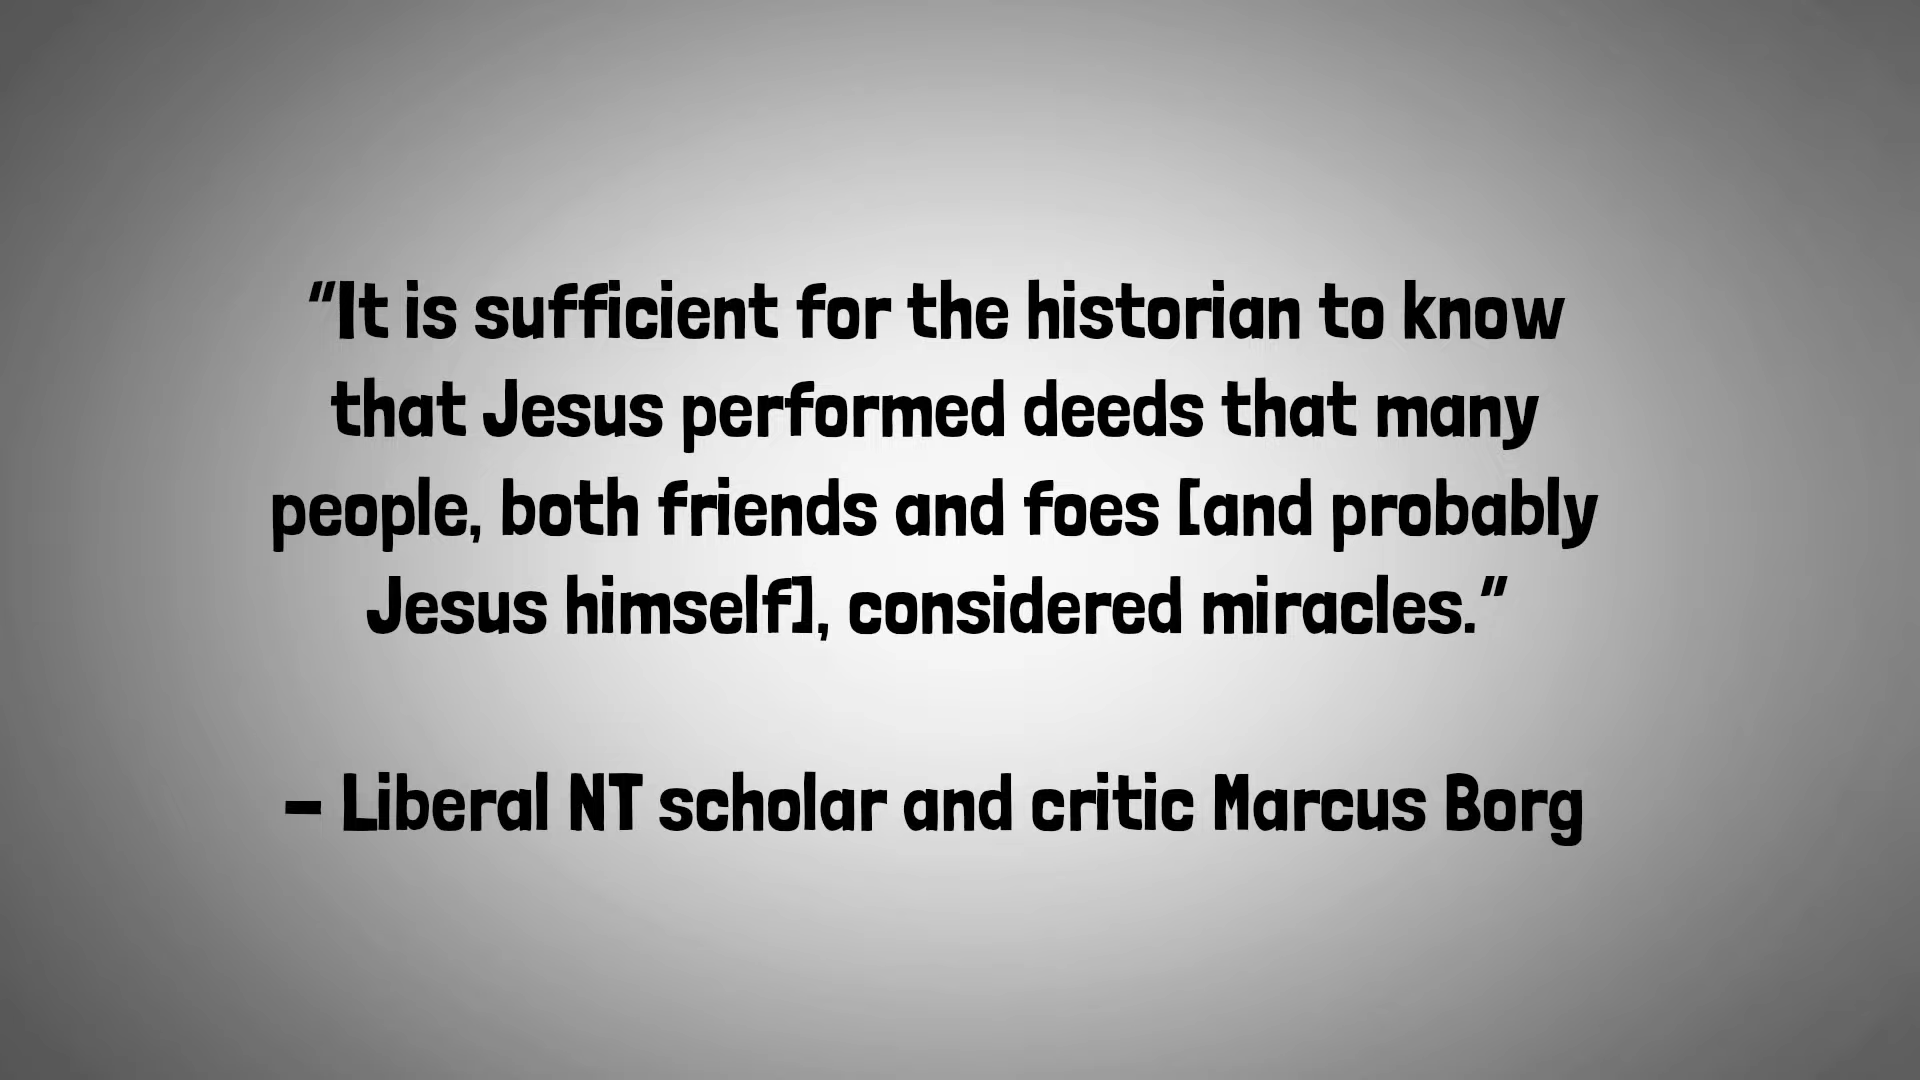 "It is sufficient for the historian to know
that Jesus performed deeds that many
people, both friends and foes [and probably
Jesus himself], considered miracles."
– Liberal NT scholar and critic Marcus Borg